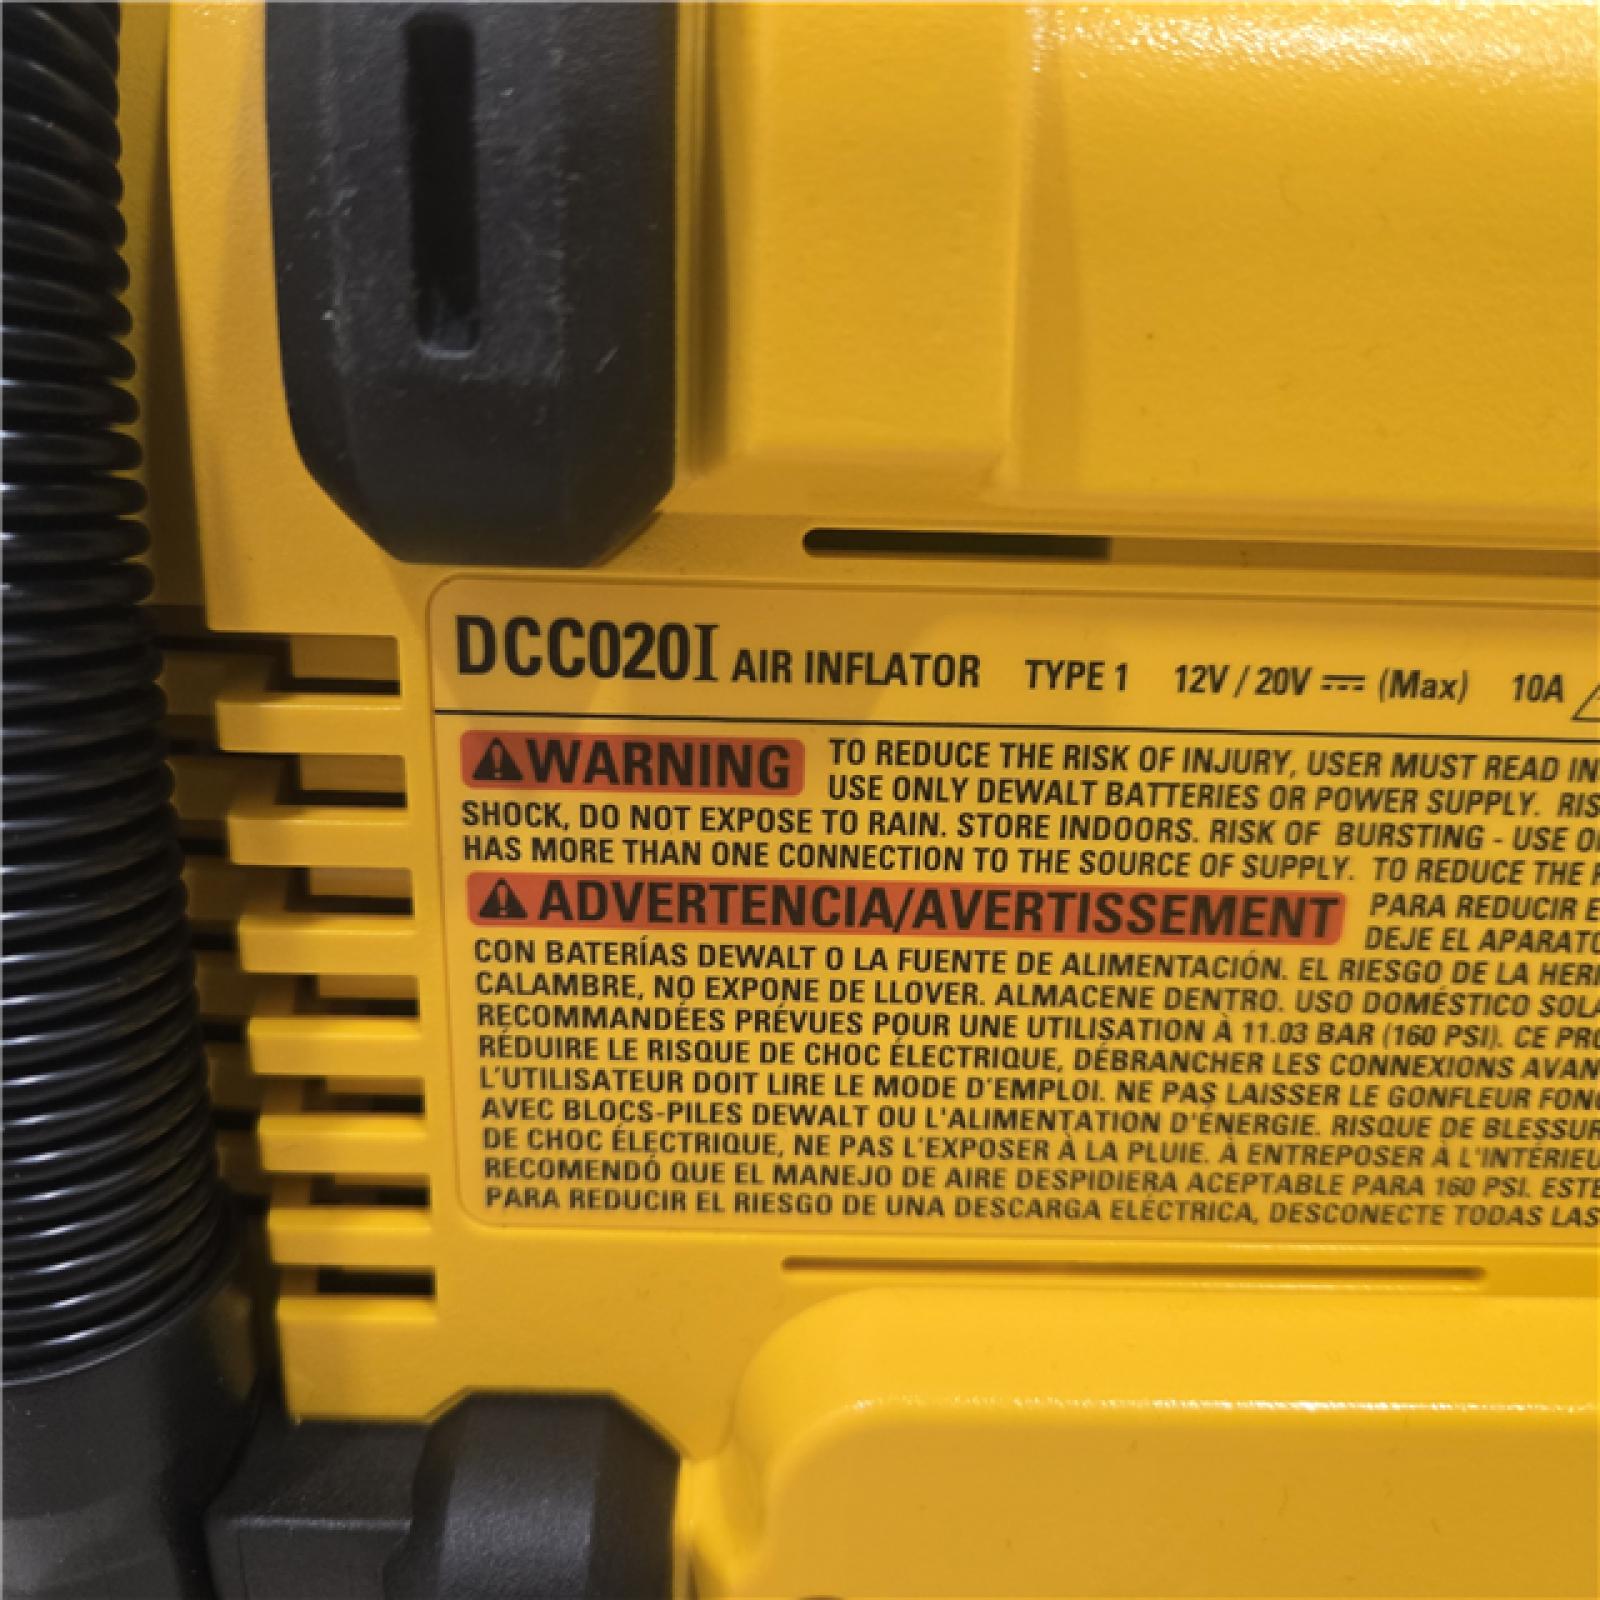 DCC020I AIR INFLATOR TYPE 1 12V / 20V ⎓ (Max) 10A
WARNING TO REDUCE THE RISK OF INJURY, USER MUST READ IN
USE ONLY DEWALT BATTERIES OR POWER SUPPLY. RIS
SHOCK, DO NOT EXPOSE TO RAIN. STORE INDOORS. RISK OF BURSTING - USE
HAS MORE THAN ONE CONNECTION TO THE SOURCE OF SUPPLY. TO REDUCE THE
ADVERTENCIA/AVERTISSEMENT PARA REDUCIR
DEJE EL APARATO
CON BATERÍAS DEWALT O LA FUENTE DE ALIMENTACIÓN. EL RIESGO DE LA HERI
CALAMBRE, NO EXPONE DE LLOVER. ALMACENE DENTRO. USO DOMÉSTICO SOLA
RECOMMANDÉES PRÉVUES POUR UNE UTILISATION À 11.03 BAR (160 PSI). CE PRO
RÉDUIRE LE RISQUE DE CHOC ÉLECTRIQUE, DÉBRANCHER LES CONNEXIONS AVAN
L'UTILISATEUR DOIT LIRE LE MODE D'EMPLOI. NE PAS LAISSER LE GONFLEUR FONC
AVEC BLOCS-PILES DEWALT OU L'ALIMENTATION D'ÉNERGIE. RISQUE DE BLESSUR
DE CHOC ÉLECTRIQUE, NE PAS L'EXPOSER À LA PLUIE. À ENTREPOSER À L'INTÉRIEU
RECOMENDÓ QUE EL MANEJO DE AIRE DESPIDIERA ACEPTABLE PARA 160 PSI. ESTE
PARA REDUCIR EL RIESGO DE UNA DESCARGA ELÉCTRICA, DESCONECTE TODAS LAS